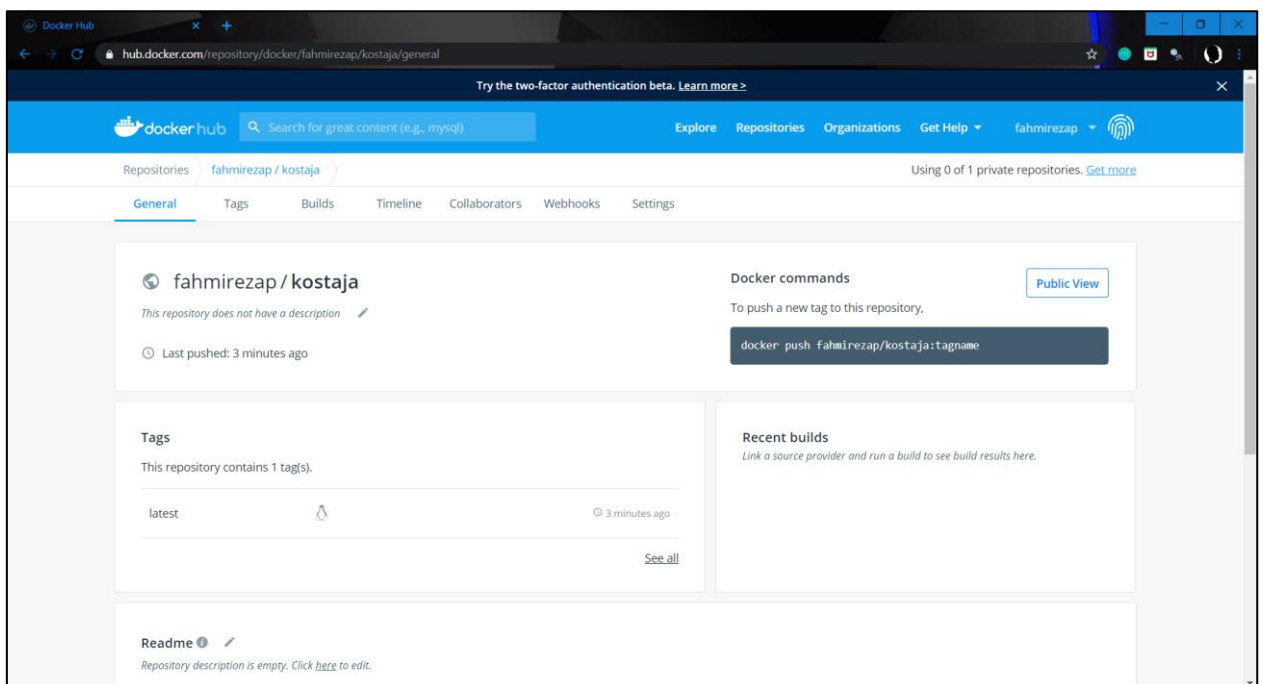 Docker Hub
hub.docker.com/repository/docker/fahmirezap/kostaja/general
Try the two-factor authentication beta. Learn more >
dockerhub Search for great content (e.g., mysql) Explore Repositories Organizations Get Help fahmirezap
Repositories fahmirezap / kostaja Using 0 of 1 private repositories. Get more
General Tags Builds Timeline Collaborators Webhooks Settings
fahmirezap / kostaja
This repository does not have a description
Last pushed: 3 minutes ago
Docker commands
Public View
To push a new tag to this repository,
docker push fahmirezap/kostaja:tagname
Tags
This repository contains 1 tag(s).
latest 3 minutes ago
See all
Recent builds
Link a source provider and run a build to see build results here.
Readme
Repository description is empty. Click here to edit.